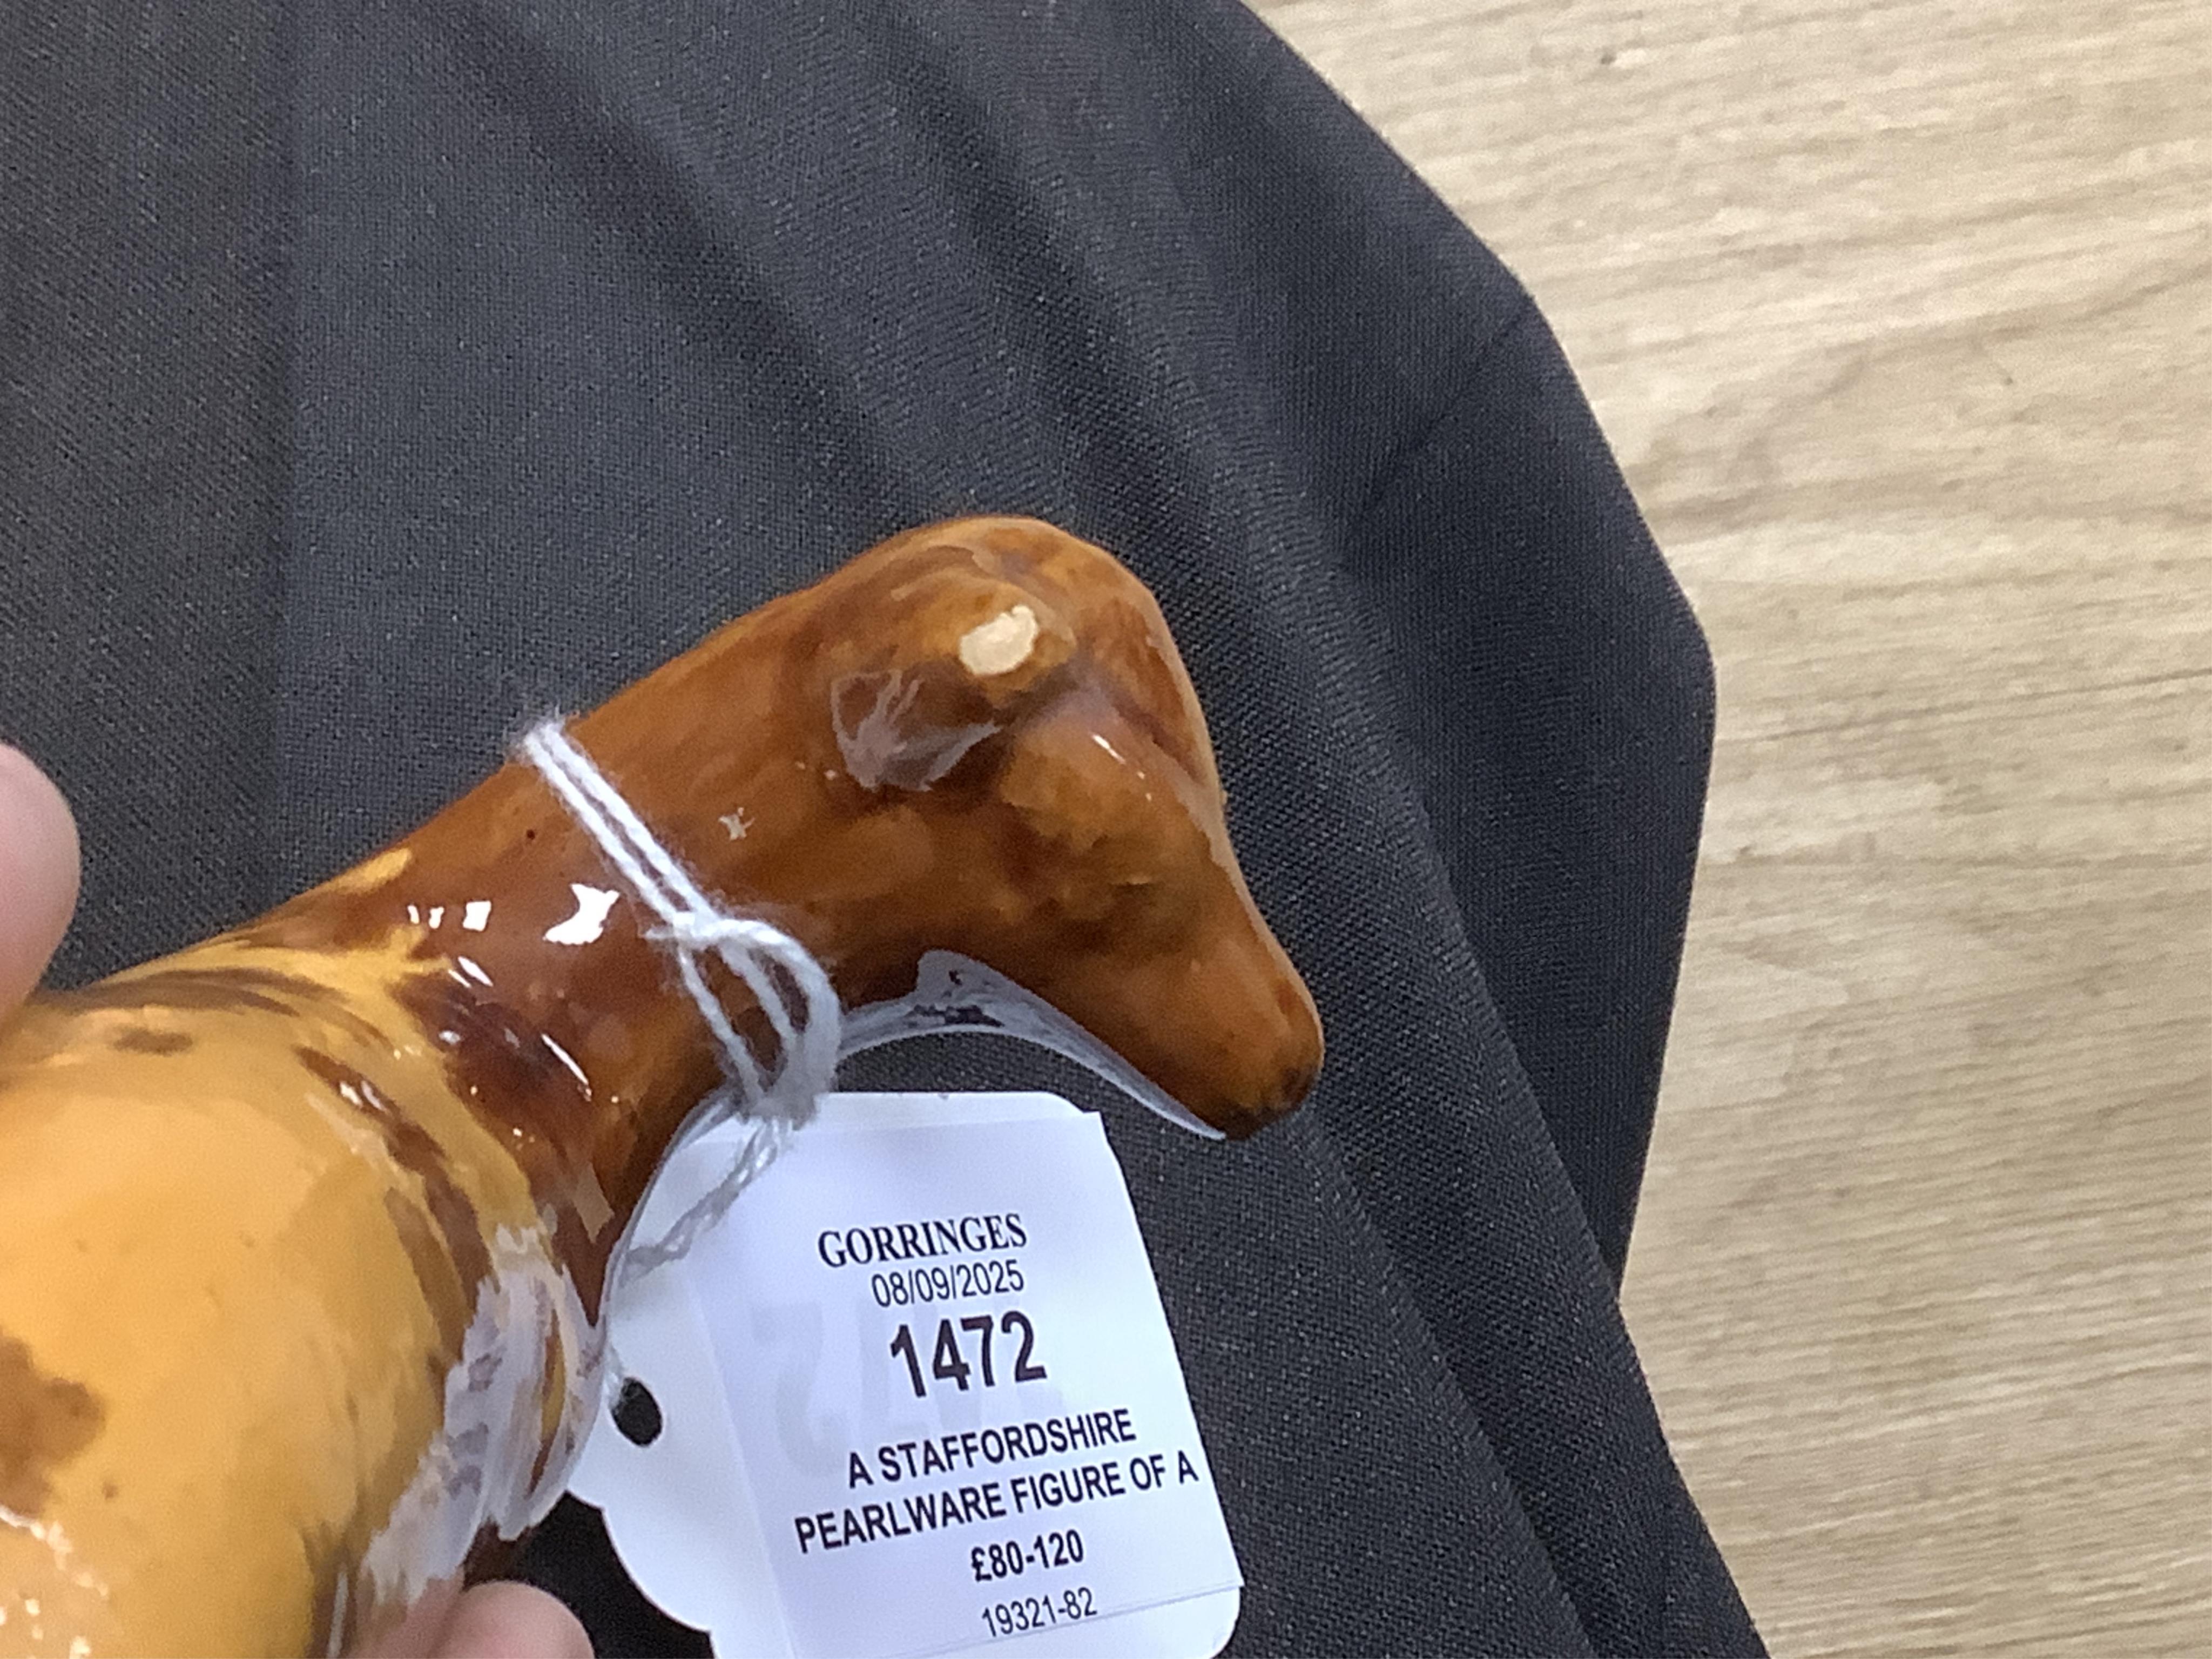 GORRINGES
08/09/2025
1472
A STAFFORDSHIRE
PEARLWARE FIGURE OF A
£80-120
19321-82